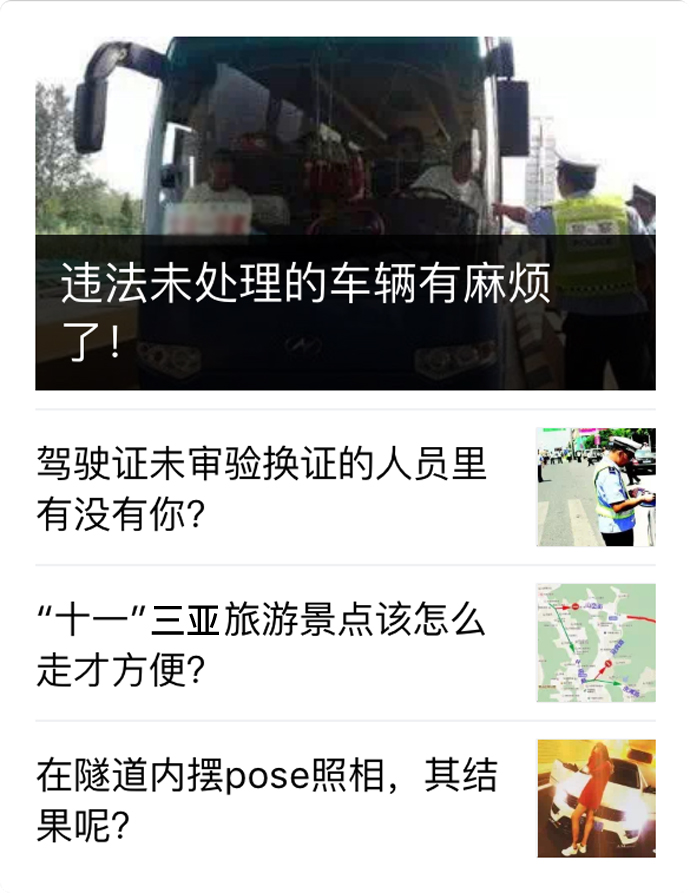 违法未处理的车辆有麻烦
了！
驾驶证未审验换证的人员里
有没有你？
“十一”三亚旅游景点该怎么
走才方便？
在隧道内摆pose照相，其结
果呢？